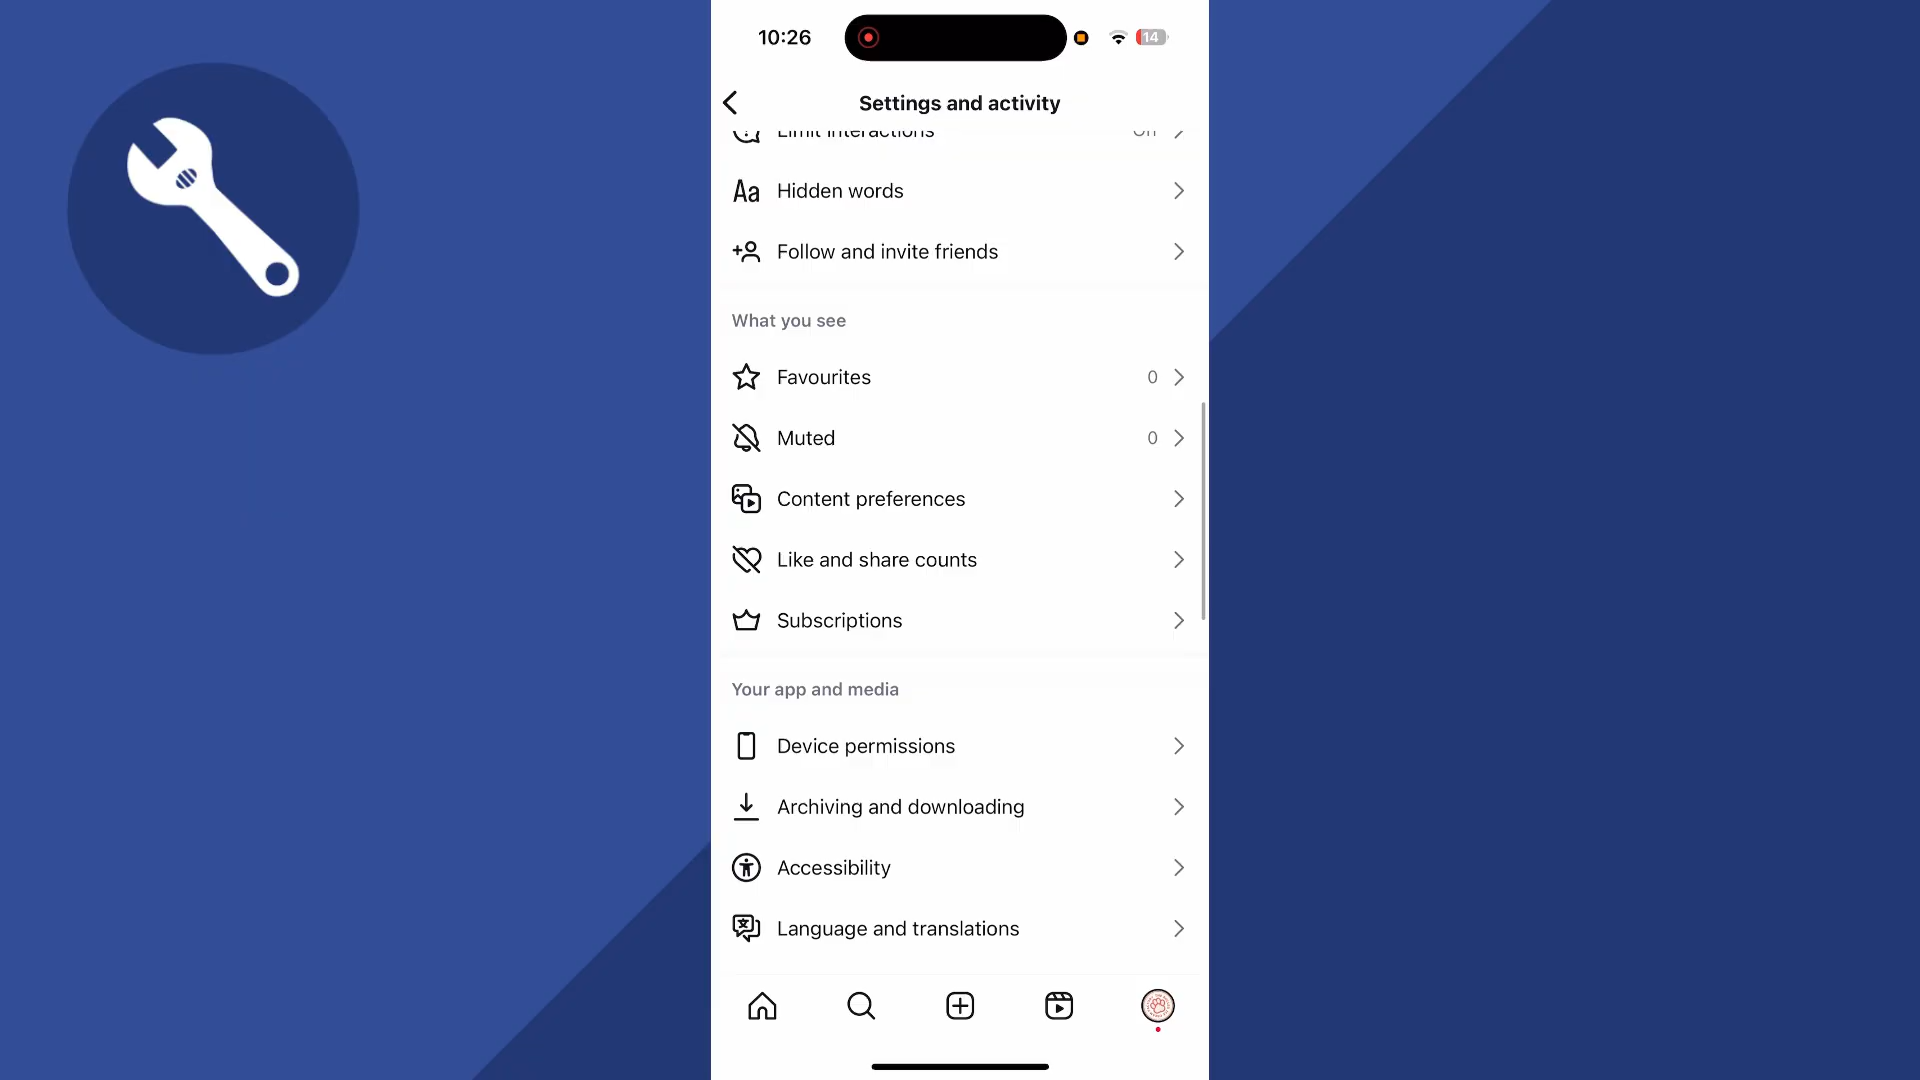 10:26
14
Settings and activity
Limit interactions
Hidden words
Follow and invite friends
What you see
Favourites 0
Muted 0
Content preferences
Like and share counts
Subscriptions
Your app and media
Device permissions
Archiving and downloading
Accessibility
Language and translations